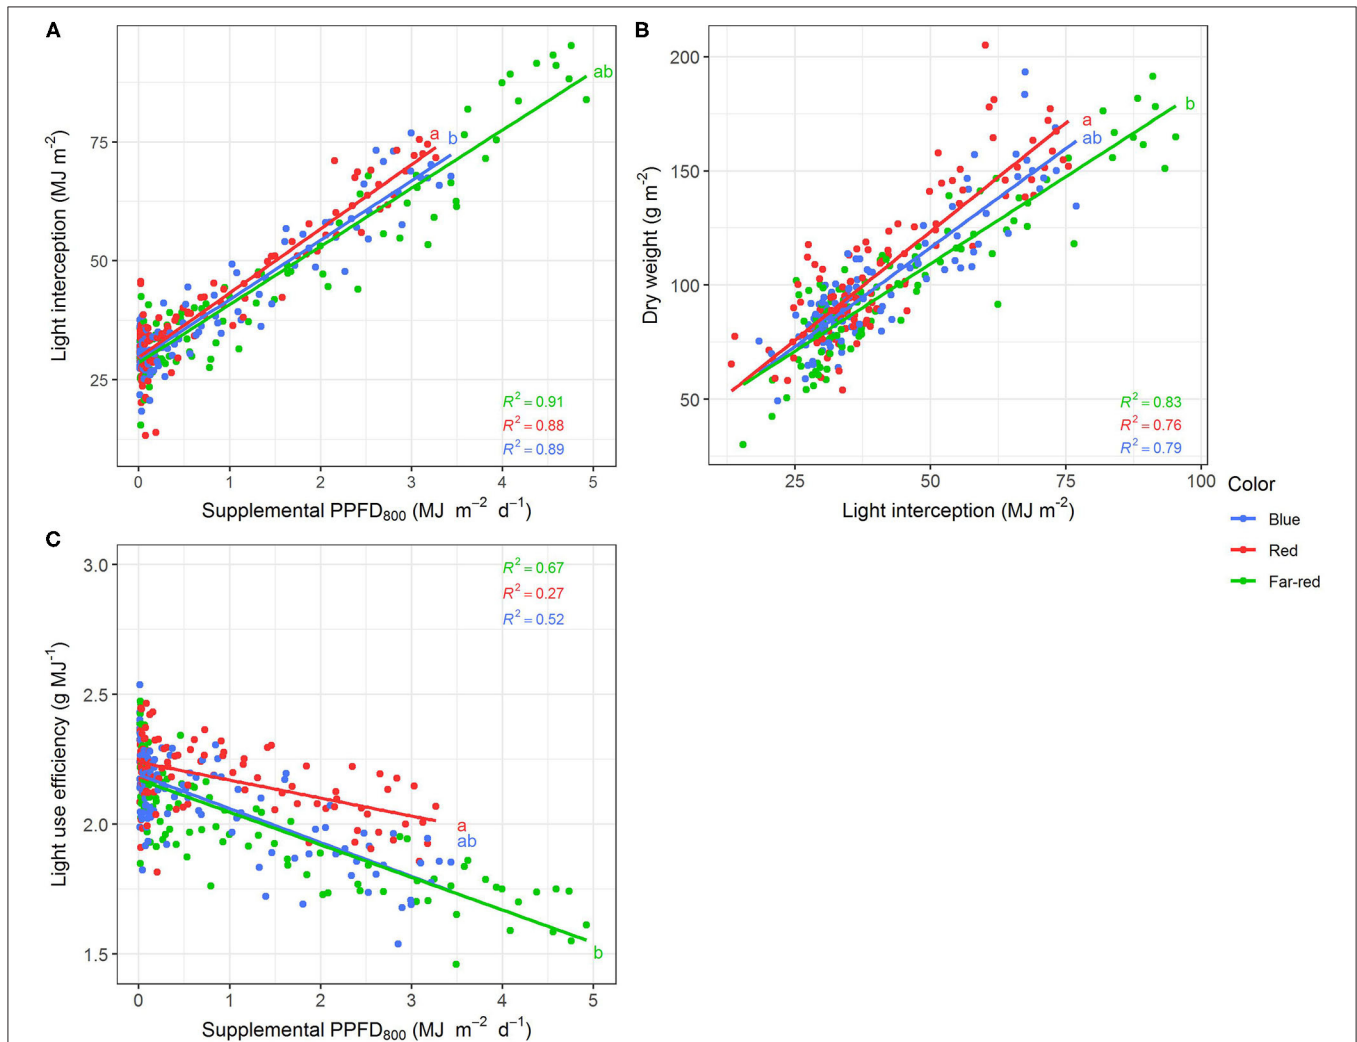 A
Light interception (MJ m⁻²)
75
50
25
ab
a
b
R² = 0.91
R² = 0.88
R² = 0.89
0 1 2 3 4 5
Supplemental PPFD₈₀₀ (MJ m⁻² d⁻¹)
B
Dry weight (g m⁻²)
200
150
100
50
b
a
ab
R² = 0.83
R² = 0.76
R² = 0.79
25 50 75 100
Light interception (MJ m⁻²)
Color
Blue
Red
Far-red
C
Light use efficiency (g MJ⁻¹)
3.0
2.5
2.0
1.5
R² = 0.67
R² = 0.27
R² = 0.52
a
ab
b
0 1 2 3 4 5
Supplemental PPFD₈₀₀ (MJ m⁻² d⁻¹)